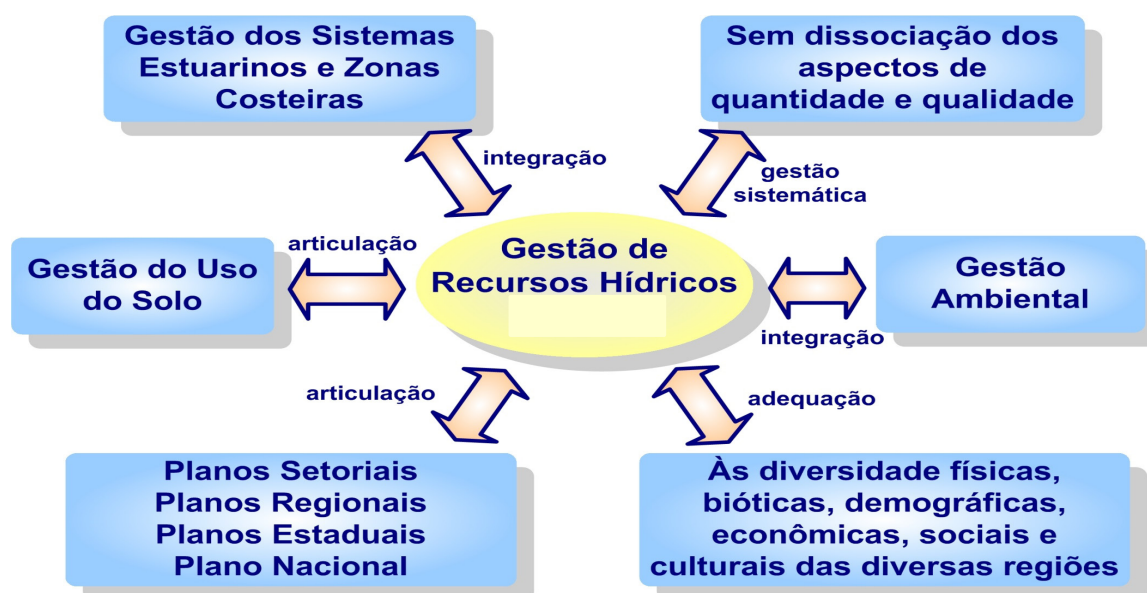 Gestão dos Sistemas
Estuarinos e Zonas
Costeiras
Sem dissociação dos
aspectos de
quantidade e qualidade
integração
gestão
sistemática
articulação
Gestão do Uso
do Solo
Gestão de
Recursos Hídricos
Gestão
Ambiental
integração
articulação
adequação
Planos Setoriais
Planos Regionais
Planos Estaduais
Plano Nacional
Às diversidade físicas,
bióticas, demográficas,
econômicas, sociais e
culturais das diversas regiões